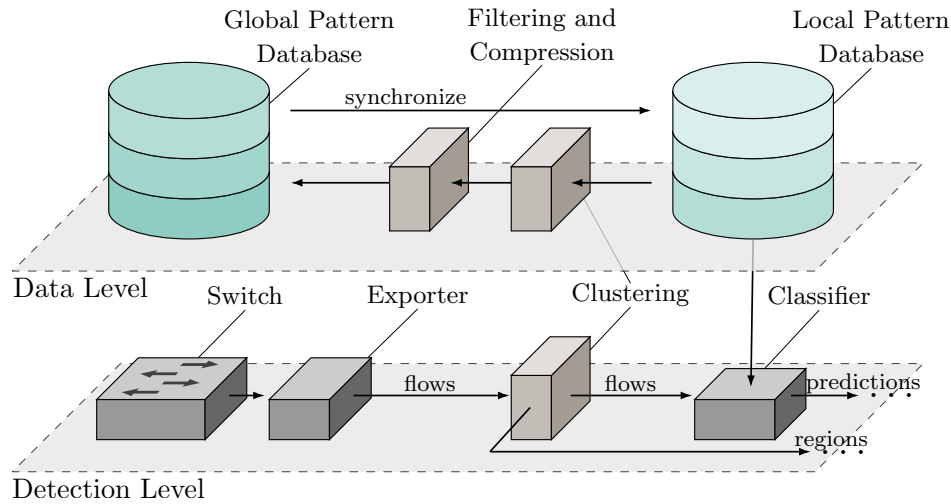 Global Pattern
Database
Filtering and
Compression
Local Pattern
Database
synchronize
Data Level
Switch
Exporter
Clustering
Classifier
flows
flows
predictions
regions
Detection Level